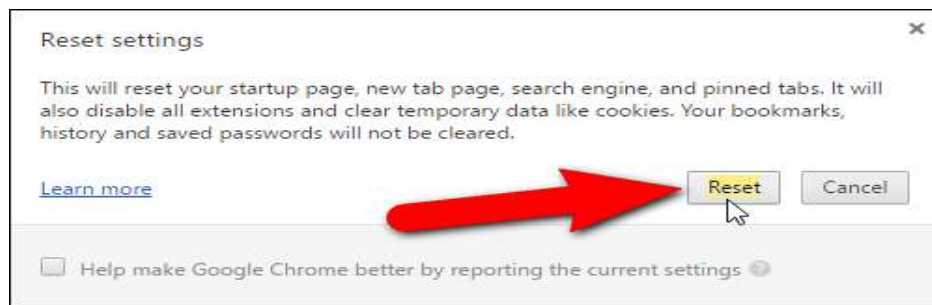 Reset settings
This will reset your startup page, new tab page, search engine, and pinned tabs. It will
also disable all extensions and clear temporary data like cookies. Your bookmarks,
history and saved passwords will not be cleared.
Learn more
Reset
Cancel
Help make Google Chrome better by reporting the current settings